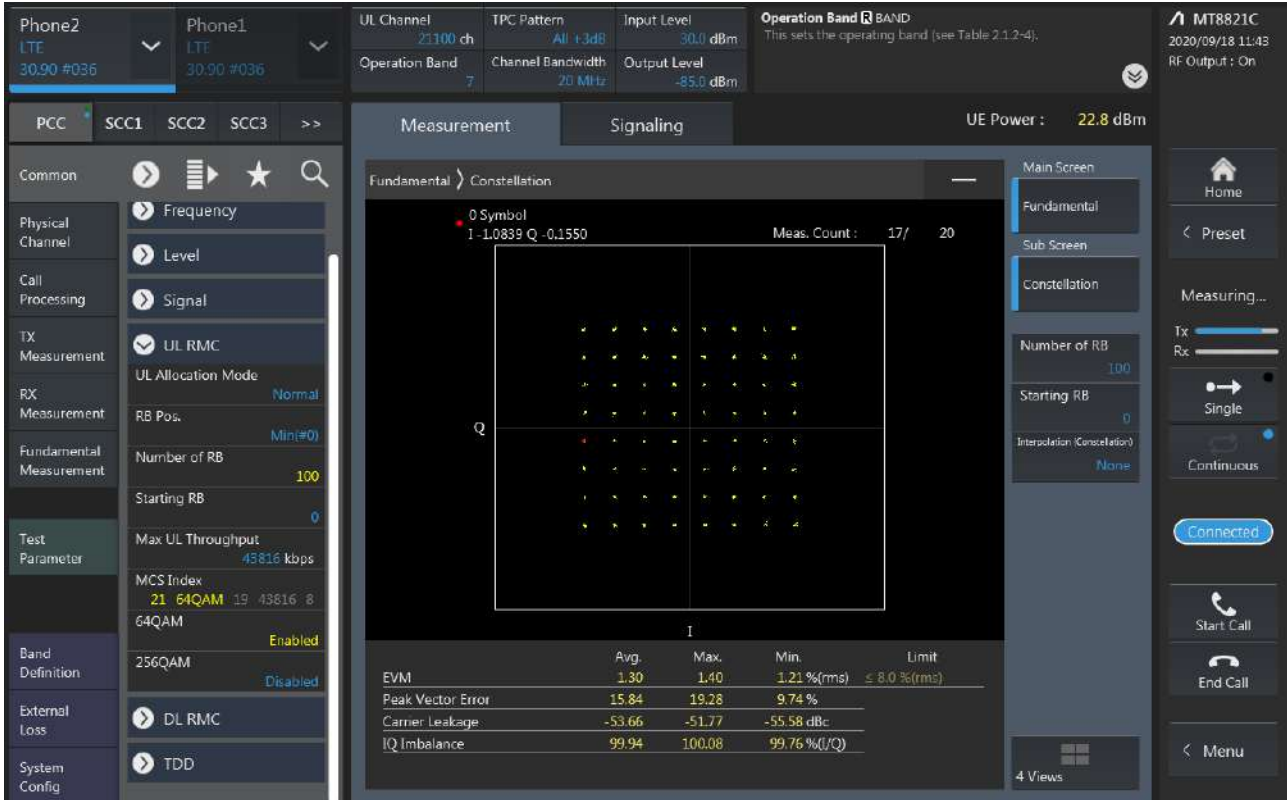 Phone2
LTE
30.90 #036
Phone1
LTE
30.90 #036
UL Channel
21100 ch
TPC Pattern
All +3dB
Input Level
30.0 dBm
Operation Band
7
Channel Bandwidth
20 MHz
Output Level
-85.0 dBm
Operation Band R BAND
This sets the operating band (see Table 2.1.2-4).
MT8821C
2020/09/18 11:43
RF Output : On
PCC SCC1 SCC2 SCC3 >>
Measurement
Signaling
UE Power : 22.8 dBm
Common
Physical
Channel
Call
Processing
TX
Measurement
RX
Measurement
Fundamental
Measurement
Test
Parameter
Band
Definition
External
Loss
System
Config
Frequency
Level
Signal
UL RMC
UL Allocation Mode
Normal
RB Pos.
Min(#0)
Number of RB
100
Starting RB
0
Max UL Throughput
43816 kbps
MCS Index
21 64QAM 19 43816 8
64QAM
Enabled
256QAM
Disabled
DL RMC
TDD
Fundamental > Constellation
0 Symbol
I -1.0839 Q -0.1550
Meas. Count : 17/ 20
Q
I
Avg. Max. Min. Limit
EVM 1.30 1.40 1.21 %(rms) ≤ 8.0 %(rms)
Peak Vector Error 15.84 19.28 9.74 %
Carrier Leakage -53.66 -51.77 -55.58 dBc
IQ Imbalance 99.94 100.08 99.76 %(I/Q)
Main Screen
Fundamental
Sub Screen
Constellation
Number of RB
100
Starting RB
0
Interpolation (Constellation)
None
4 Views
Home
< Preset
Measuring...
Tx
Rx
Single
Continuous
Connected
Start Call
End Call
< Menu